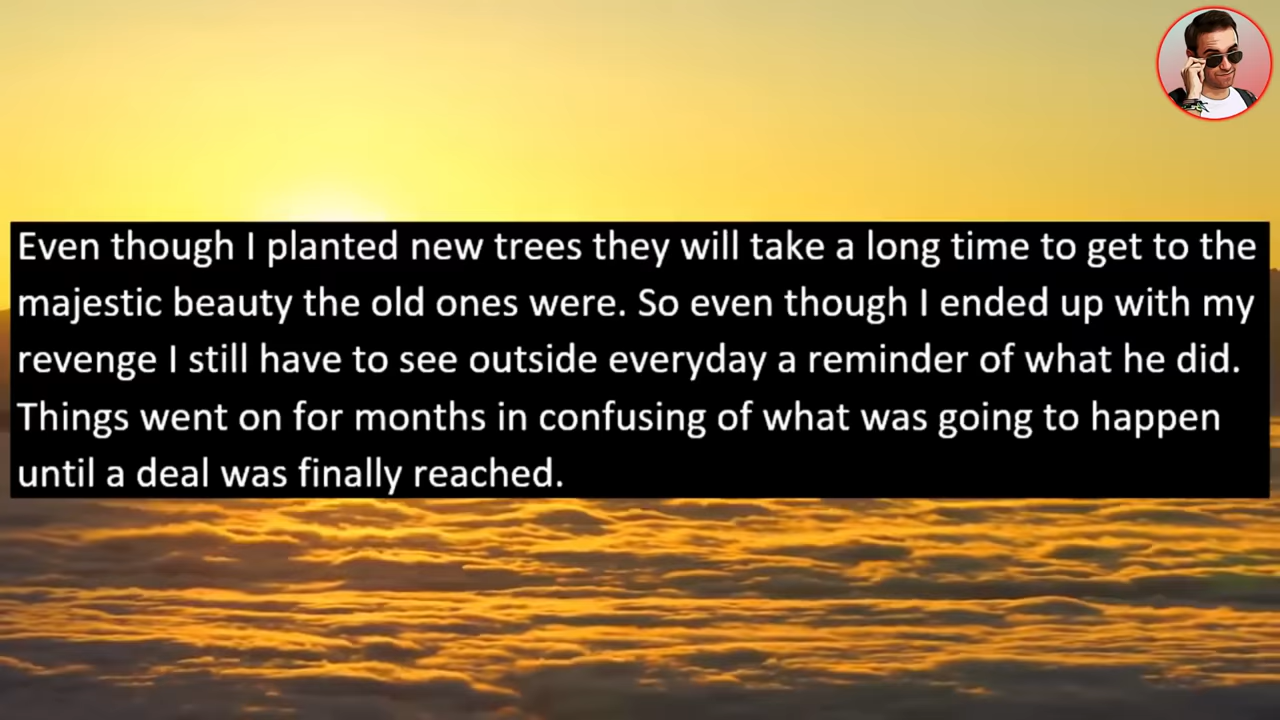 Even though I planted new trees they will take a long time to get to the
majestic beauty the old ones were. So even though I ended up with my
revenge I still have to see outside everyday a reminder of what he did.
Things went on for months in confusing of what was going to happen
until a deal was finally reached.